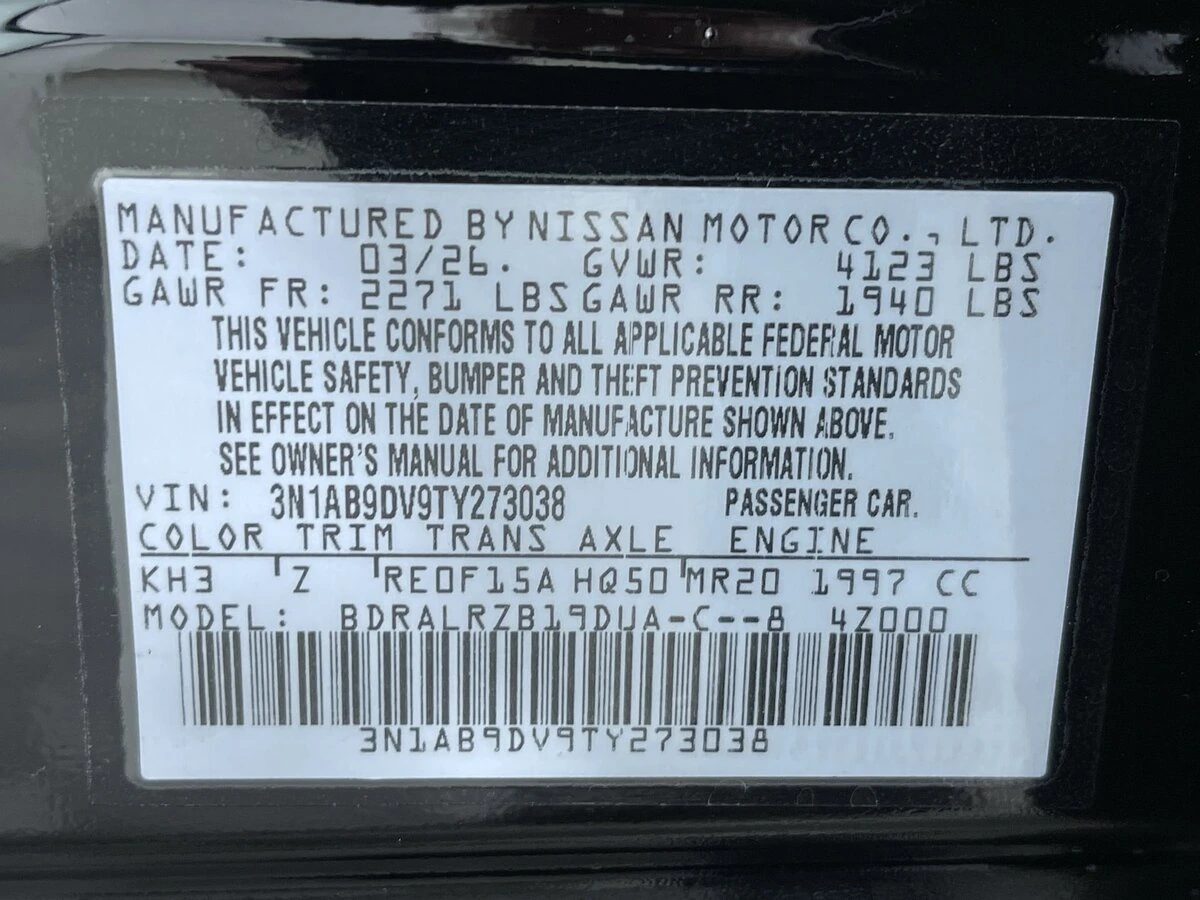 MANUFACTURED BY NISSAN MOTOR CO., LTD.
DATE: 03/26. GVWR: 4123 LBS
GAWR FR: 2271 LBS GAWR RR: 1940 LBS
THIS VEHICLE CONFORMS TO ALL APPLICABLE FEDERAL MOTOR
VEHICLE SAFETY, BUMPER AND THEFT PREVENTION STANDARDS
IN EFFECT ON THE DATE OF MANUFACTURE SHOWN ABOVE.
SEE OWNER'S MANUAL FOR ADDITIONAL INFORMATION.
VIN: 3N1AB9DV9TY273038 PASSENGER CAR.
COLOR TRIM TRANS AXLE ENGINE
KH3 Z RE0F15A HQ50 MR20 1997 CC
MODEL: BDRALRZB19DUA-C--8 4Z000
3N1AB9DV9TY273038